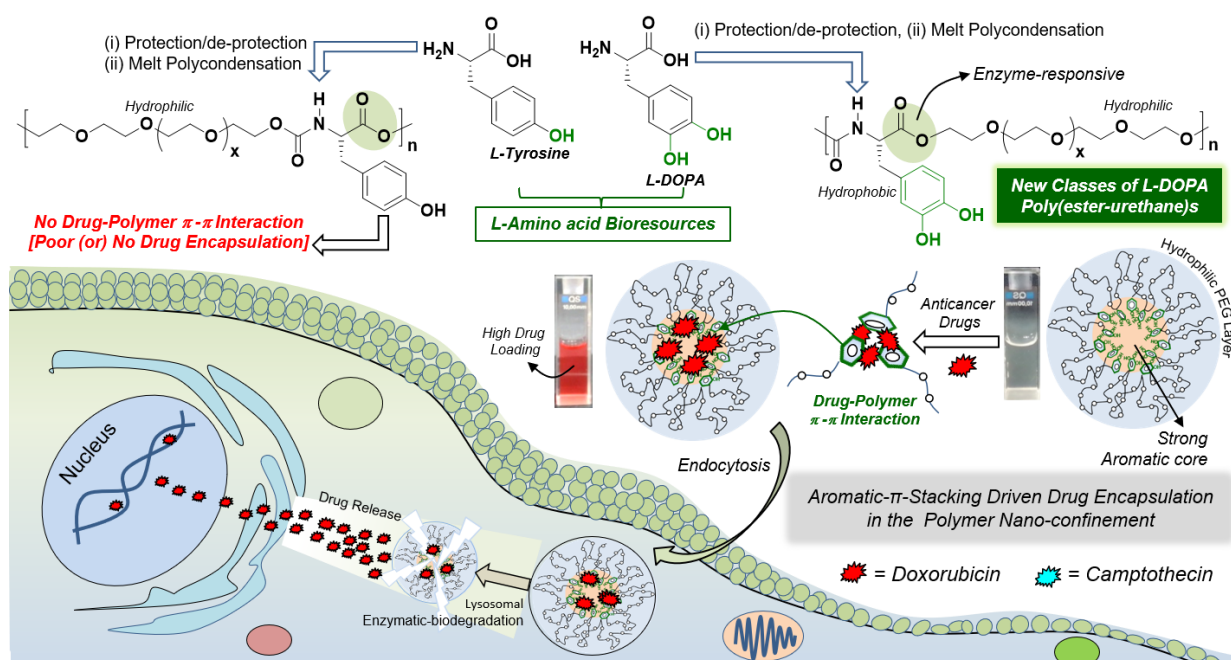 (i) Protection/de-protection
(ii) Melt Polycondensation
(i) Protection/de-protection, (ii) Melt Polycondensation
H2N
O
OH
OH
L-Tyrosine
H2N
O
OH
OH
OH
L-DOPA
L-Amino acid Bioresources
Hydrophilic
O
O
O
x
O
O
H
N
O
O
n
OH
No Drug-Polymer π-π Interaction
[Poor (or) No Drug Encapsulation]
Enzyme-responsive
Hydrophilic
H
N
O
O
O
O
O
x
O
O
n
Hydrophobic
OH
OH
New Classes of L-DOPA
Poly(ester-urethane)s
High Drug
Loading
Anticancer
Drugs
Drug-Polymer
π-π Interaction
Hydrophilic PEG Layer
Strong
Aromatic core
Endocytosis
Aromatic-π-Stacking Driven Drug Encapsulation
in the Polymer Nano-confinement
= Doxorubicin
= Camptothecin
Nucleus
Drug Release
Lysosomal
Enzymatic-biodegradation